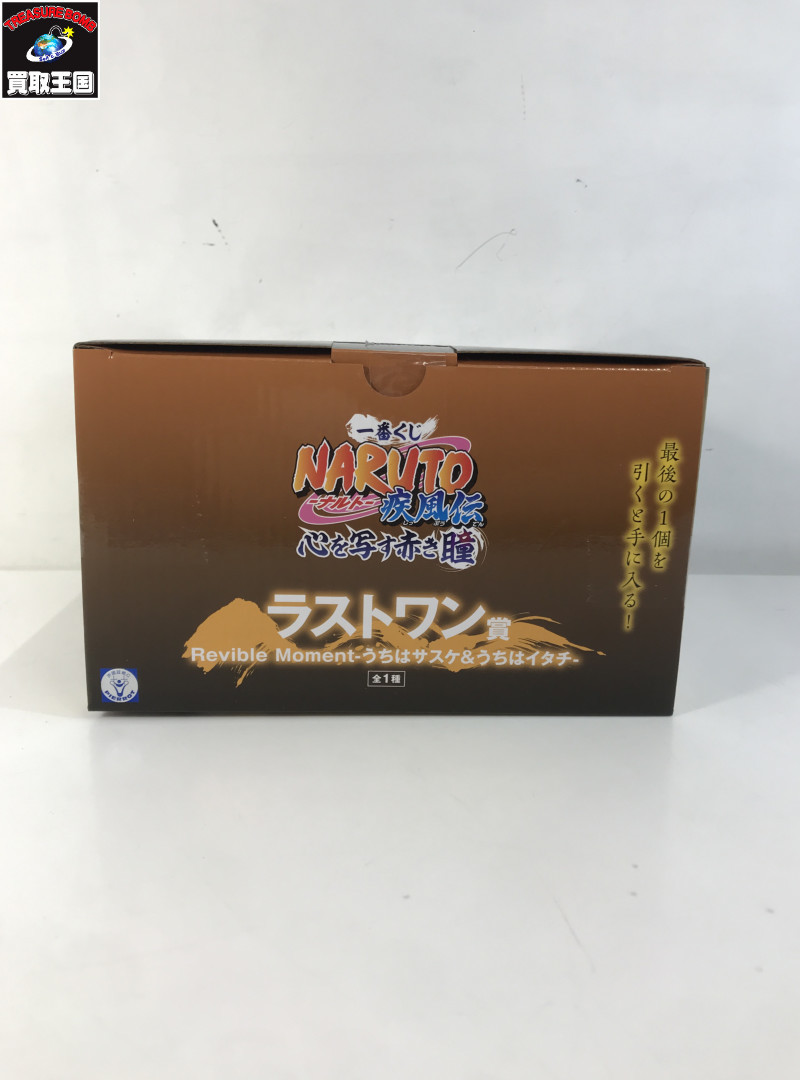 TREASURE BOMB
買取王国
一番くじ
NARUTO
-ナルト-
疾風伝
心を写す赤き瞳
最後の1個を
引くと手に入る!
ラストワン賞
Revible Moment-うちはサスケ&うちはイタチ-
全1種
PIERROT